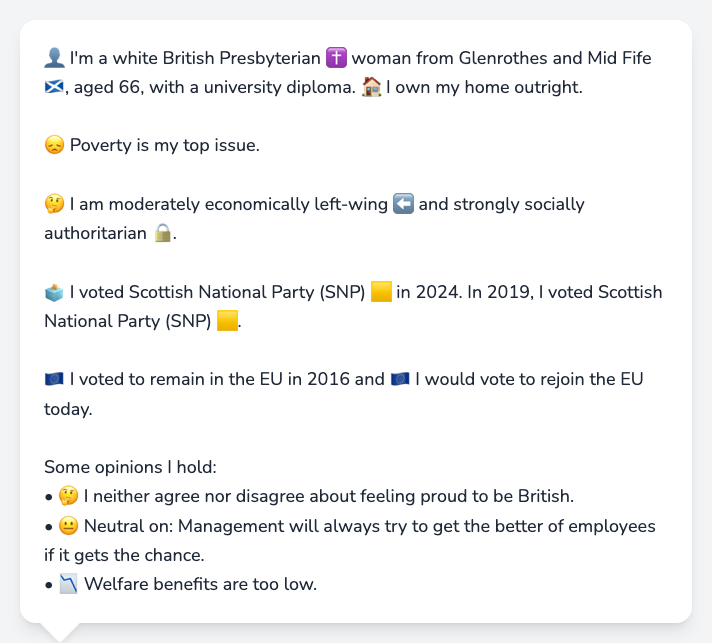 👤 I'm a white British Presbyterian ✝️ woman from Glenrothes and Mid Fife
🏴󠁧󠁢󠁳󠁣󠁴󠁿, aged 66, with a university diploma. 🏠 I own my home outright.
😞 Poverty is my top issue.
🤔 I am moderately economically left-wing ⬅️ and strongly socially
authoritarian 🔒.
🗳️ I voted Scottish National Party (SNP) 🟨 in 2024. In 2019, I voted Scottish
National Party (SNP) 🟨.
🇪🇺 I voted to remain in the EU in 2016 and 🇪🇺 I would vote to rejoin the EU
today.
Some opinions I hold:
• 🤔 I neither agree nor disagree about feeling proud to be British.
• 😐 Neutral on: Management will always try to get the better of employees
if it gets the chance.
• 📉 Welfare benefits are too low.